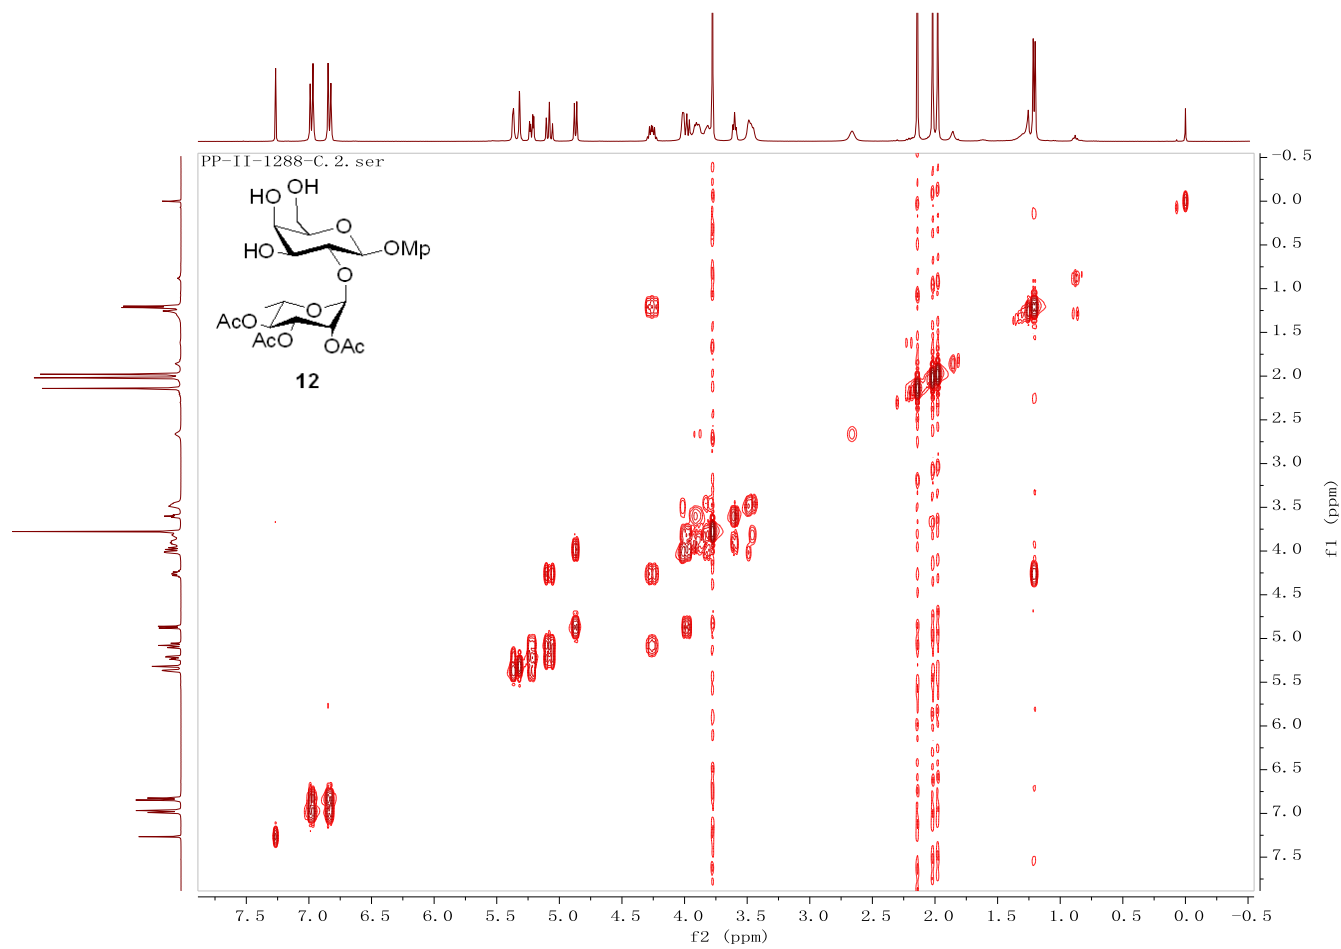 PP-II-1288-C.2.ser
HO OH
O
HO OMp
O
O
AcO
AcO OAc
12
-0.5
0.0
0.5
1.0
1.5
2.0
2.5
3.0
3.5
4.0
4.5
5.0
5.5
6.0
6.5
7.0
7.5
f1 (ppm)
7.5 7.0 6.5 6.0 5.5 5.0 4.5 4.0 3.5 3.0 2.5 2.0 1.5 1.0 0.5 0.0 -0.5
f2 (ppm)